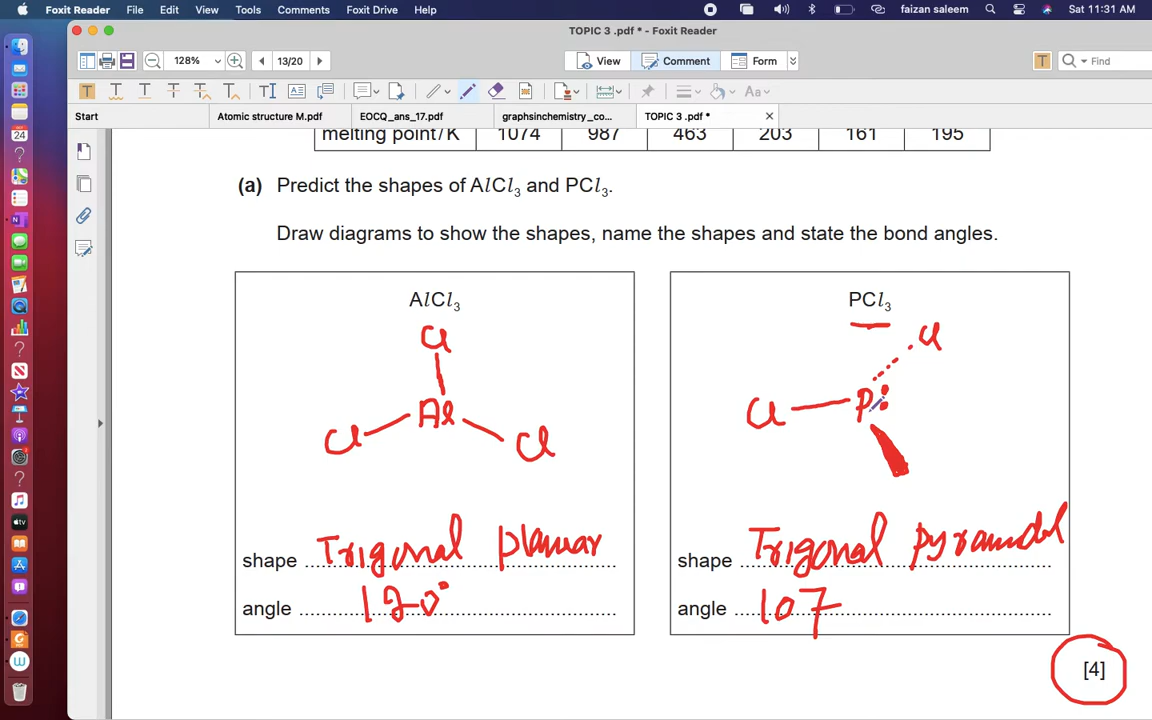 Foxit Reader File Edit View Tools Comments Foxit Drive Help faizan saleem Sat 11:31 AM
TOPIC 3 .pdf * - Foxit Reader
128% 13/20 View Comment Form Find
Start Atomic structure M.pdf EOCQ_ans_17.pdf graphsinchemistry_co... TOPIC 3 .pdf *
melting point/K 1074 987 463 203 161 195
(a) Predict the shapes of AlCl₃ and PCl₃.
Draw diagrams to show the shapes, name the shapes and state the bond angles.
AlCl₃
Cl
Al
Cl Cl
shape Trigonal planar
angle 120°
PCl₃
Cl
Cl P
shape Trigonal pyramidal
angle 107
[4]